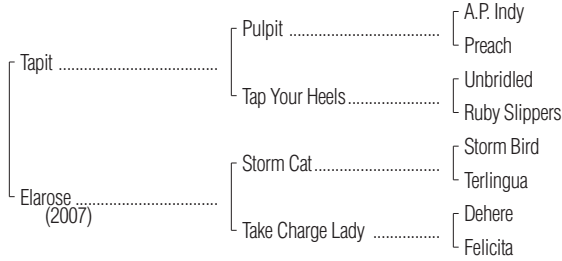 A.P. Indy
Pulpit ..............................
Preach
Tapit ................................
Unbridled
Tap Your Heels..................
Ruby Slippers
Storm Bird
Storm Cat.........................
Terlingua
Elarose ............................
(2007)
Dehere
Take Charge Lady .............
Felicita